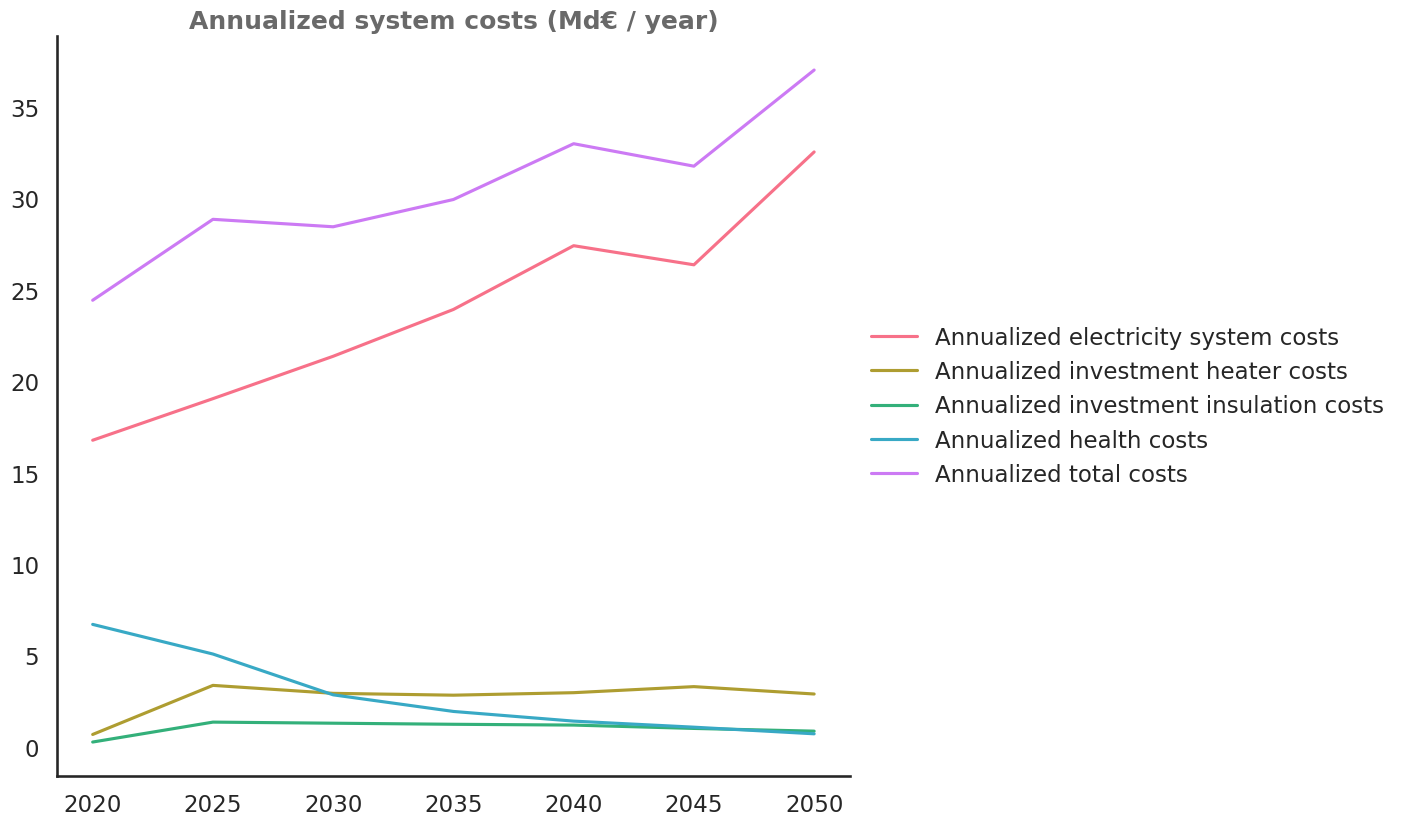 Annualized system costs (Md€ / year)
35
30
25
20
15
10
5
0
2020 2025 2030 2035 2040 2045 2050
Annualized electricity system costs
Annualized investment heater costs
Annualized investment insulation costs
Annualized health costs
Annualized total costs